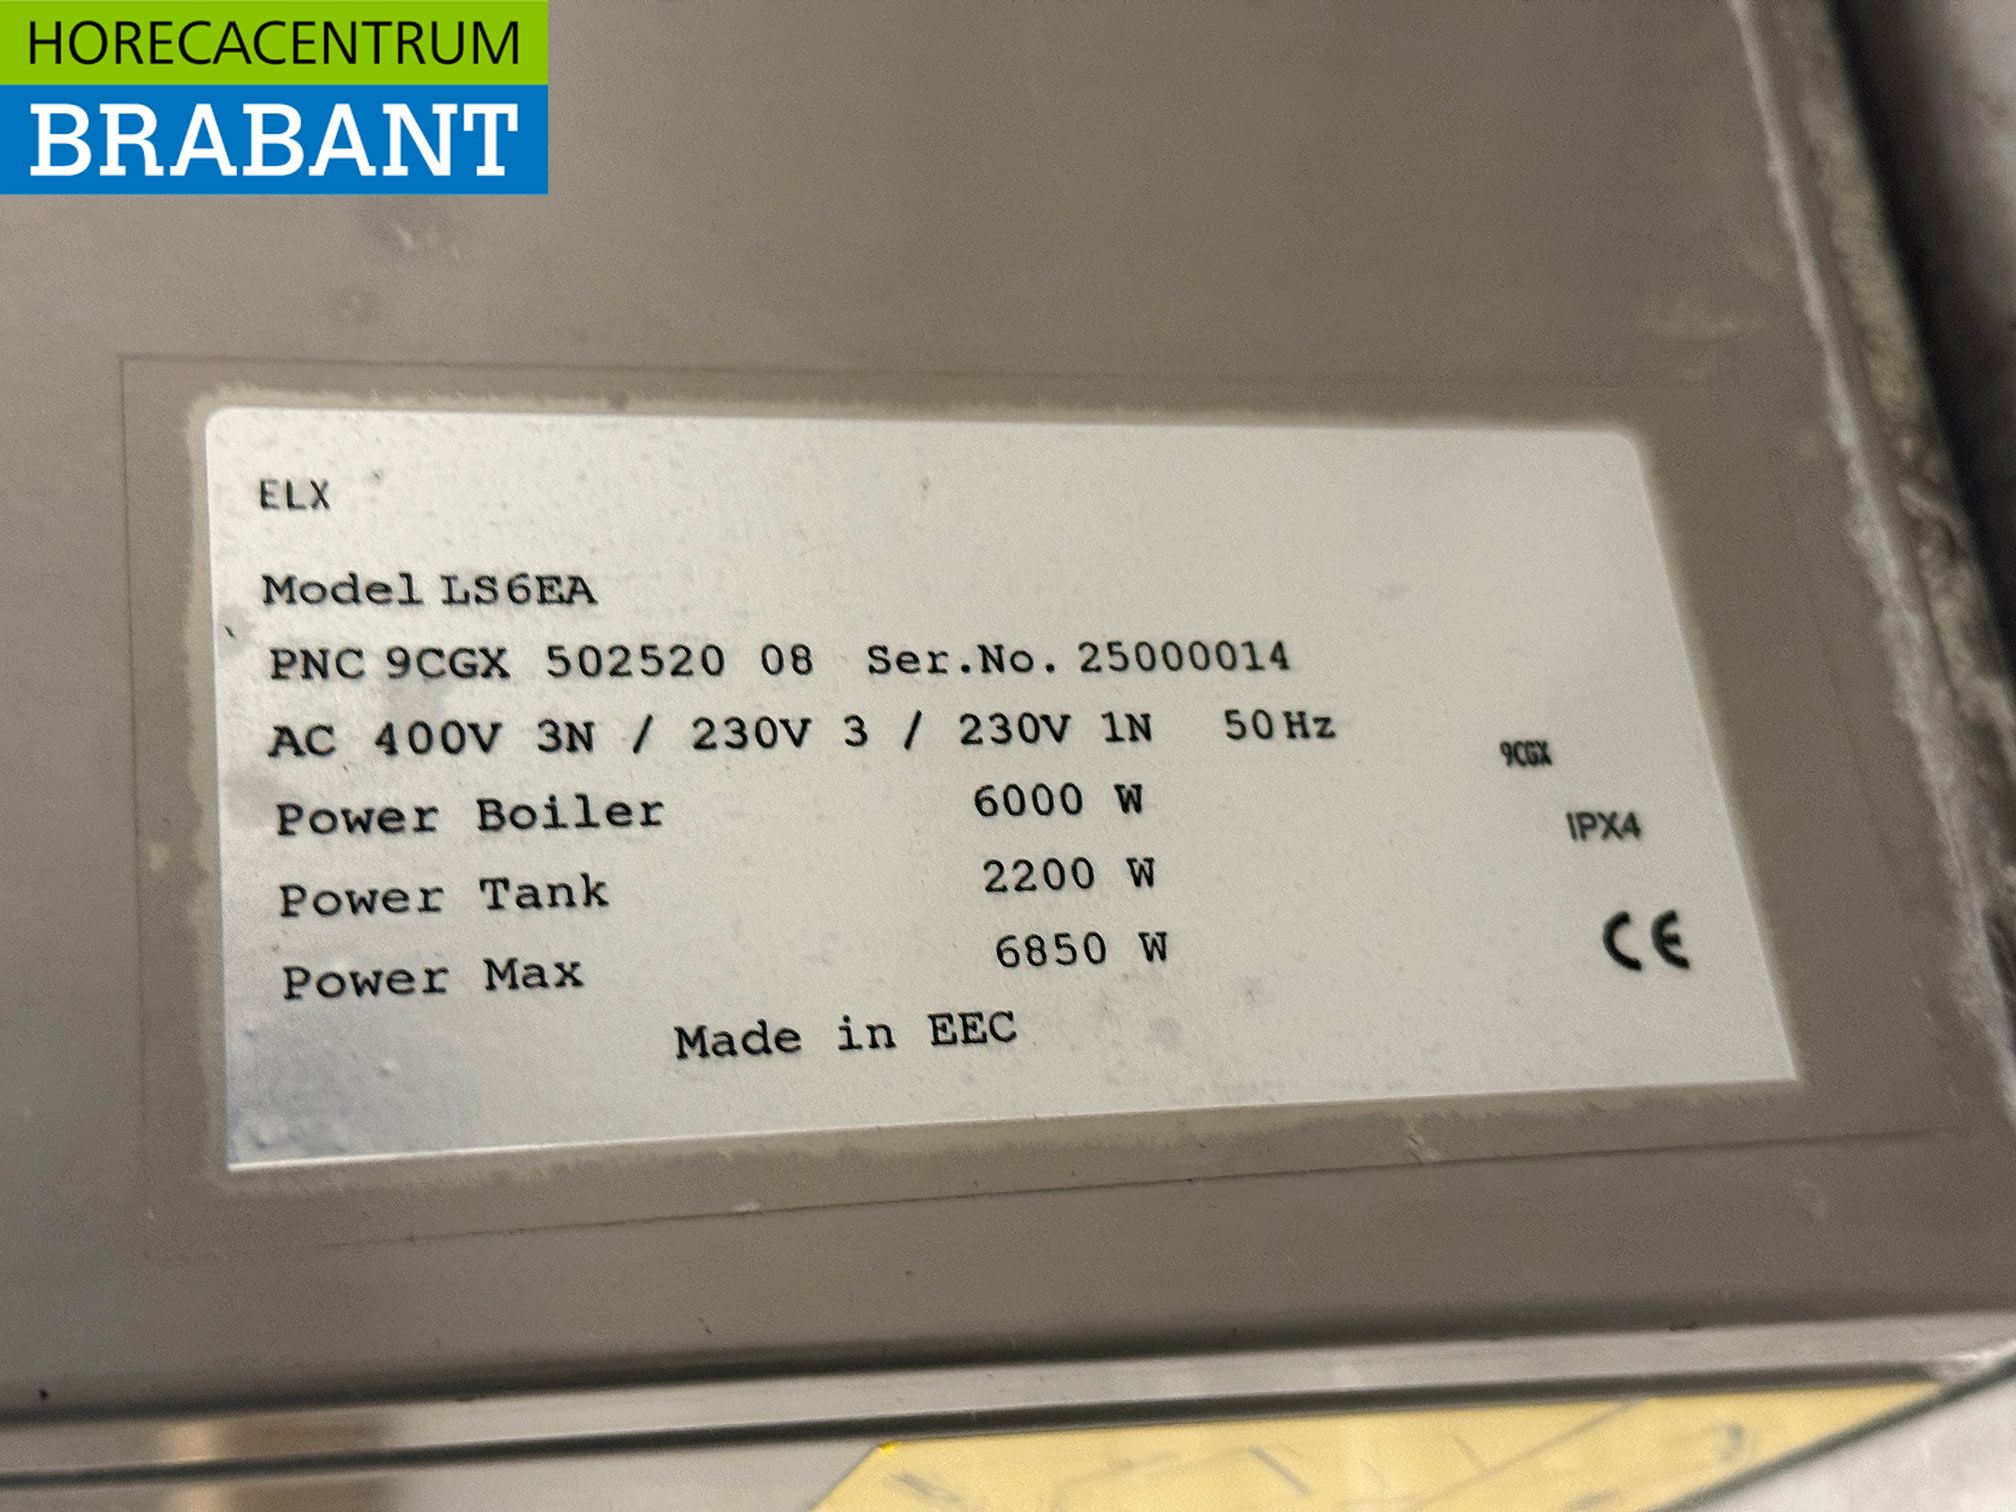 HORECACENTRUM
BRABANT
ELX
Model LS6EA
PNC 9CGX 502520 08 Ser.No. 25000014
AC 400V 3N / 230V 3 / 230V 1N 50Hz
9CGX
Power Boiler 6000 W
IPX4
Power Tank 2200 W
CE
Power Max 6850 W
Made in EEC